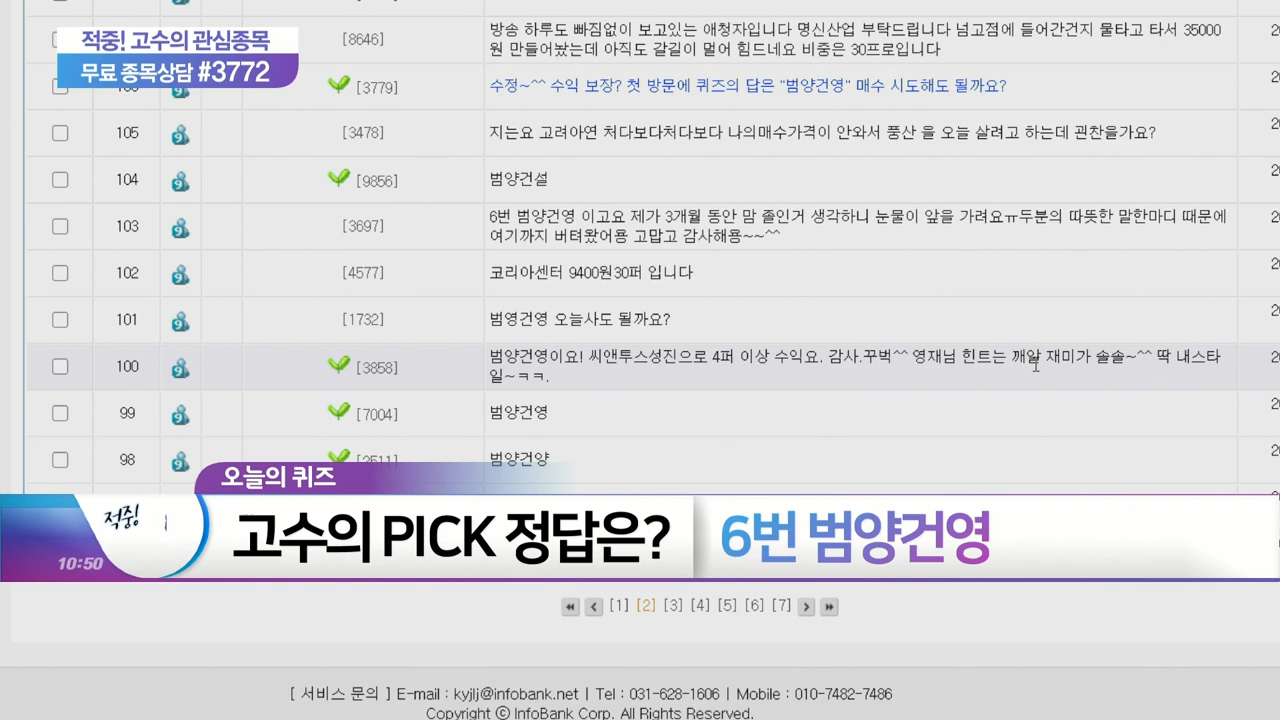 적중! 고수의 관심종목
무료 종목상담 #3772
[8646]
방송 하루도 빠짐없이 보고있는 애청자입니다 명신산업 부탁드립니다 넘고점에 들어간건지 물타고 타서 35000
원 만들어놨는데 아직도 갈길이 멀어 힘드네요 비중은 30프로입니다
[3779] 수정~^^ 수익 보장? 첫 방문에 퀴즈의 답은 "범양건영" 매수 시도해도 될까요?
105 [3478] 지는요 고려아연 처다보다처다보다 나의매수가격이 안와서 풍산 을 오늘 살려고 하는데 괸찬을가요?
104 [9856] 범양건설
103 [3697]
6번 범양건영 이고요 제가 3개월 동안 맘 졸인거 생각하니 눈물이 앞을 가려요ㅠ두분의 따뜻한 말한마디 때문에
여기까지 버텨왔어용 고맙고 감사해용~~^^
102 [4577] 코리아센터 9400원30퍼 입니다
101 [1732] 범영건영 오늘사도 될까요?
100 [3858]
범양건영이요! 씨앤투스성진으로 4퍼 이상 수익요. 감사.꾸벅^^ 영재님 힌트는 깨알 재미가 솔솔~^^ 딱 내스타
일~ㅋㅋ.
99 [7004] 범양건영
98 범양건양
오늘의 퀴즈
적중!
고수의 PICK 정답은? 6번 범양건영
10:50
[1] [2] [3] [4] [5] [6] [7]
[ 서비스 문의 ] E-mail : kyjlj@infobank.net | Tel : 031-628-1606 | Mobile : 010-7482-7486
Copyright ⓒ InfoBank Corp. All Rights Reserved.